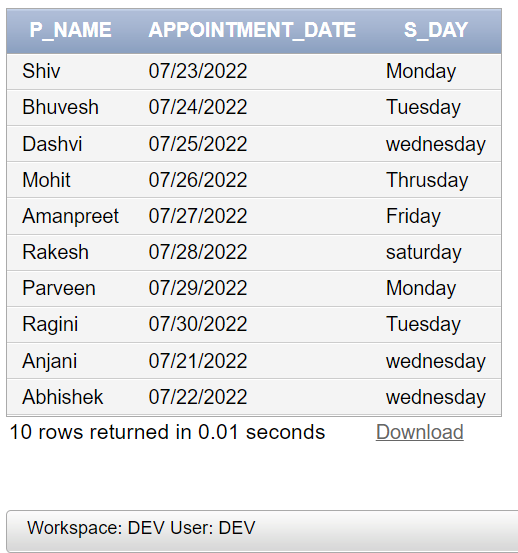 P_NAME APPOINTMENT_DATE S_DAY
Shiv 07/23/2022 Monday
Bhuvesh 07/24/2022 Tuesday
Dashvi 07/25/2022 wednesday
Mohit 07/26/2022 Thrusday
Amanpreet 07/27/2022 Friday
Rakesh 07/28/2022 saturday
Parveen 07/29/2022 Monday
Ragini 07/30/2022 Tuesday
Anjani 07/21/2022 wednesday
Abhishek 07/22/2022 wednesday
10 rows returned in 0.01 seconds Download
Workspace: DEV User: DEV